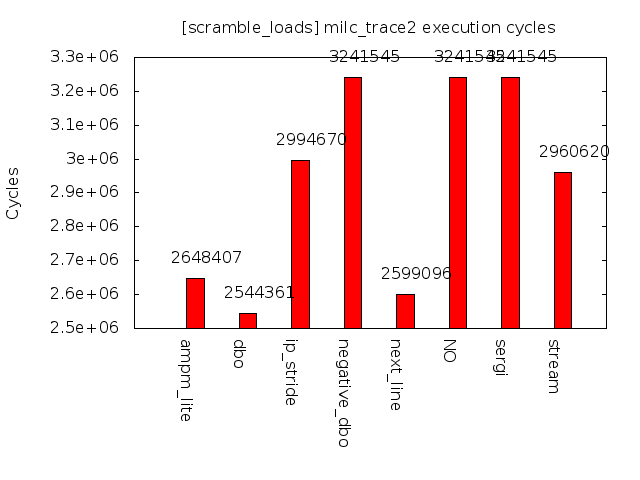 [scramble_loads] milc_trace2 execution cycles
Cycles
3.3e+06
3.2e+06
3.1e+06
3e+06
2.9e+06
2.8e+06
2.7e+06
2.6e+06
2.5e+06
2648407
2544361
2994670
3241545
2599096
3241545
3241545
2960620
ampm_lite
dbo
ip_stride
negative_dbo
next_line
NO
sergi
stream